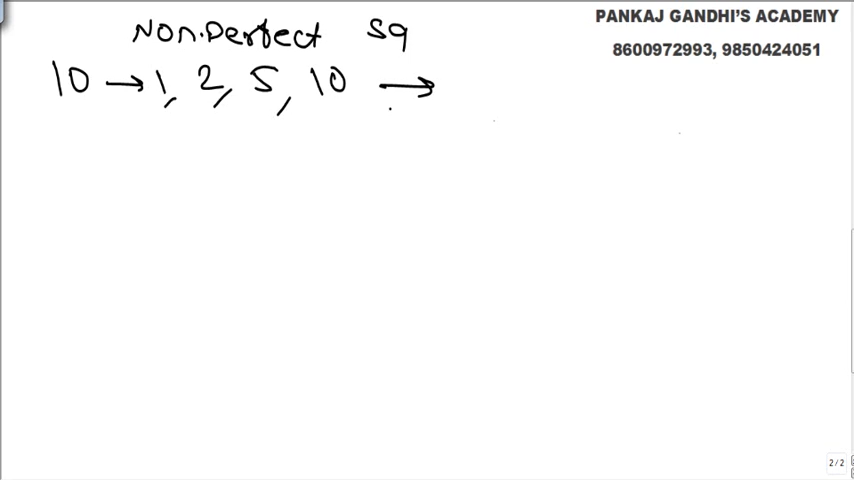 PANKAJ GANDHI'S ACADEMY
8600972993, 9850424051
Non.Perfect sq
10 → 1, 2, 5, 10 →
2/2